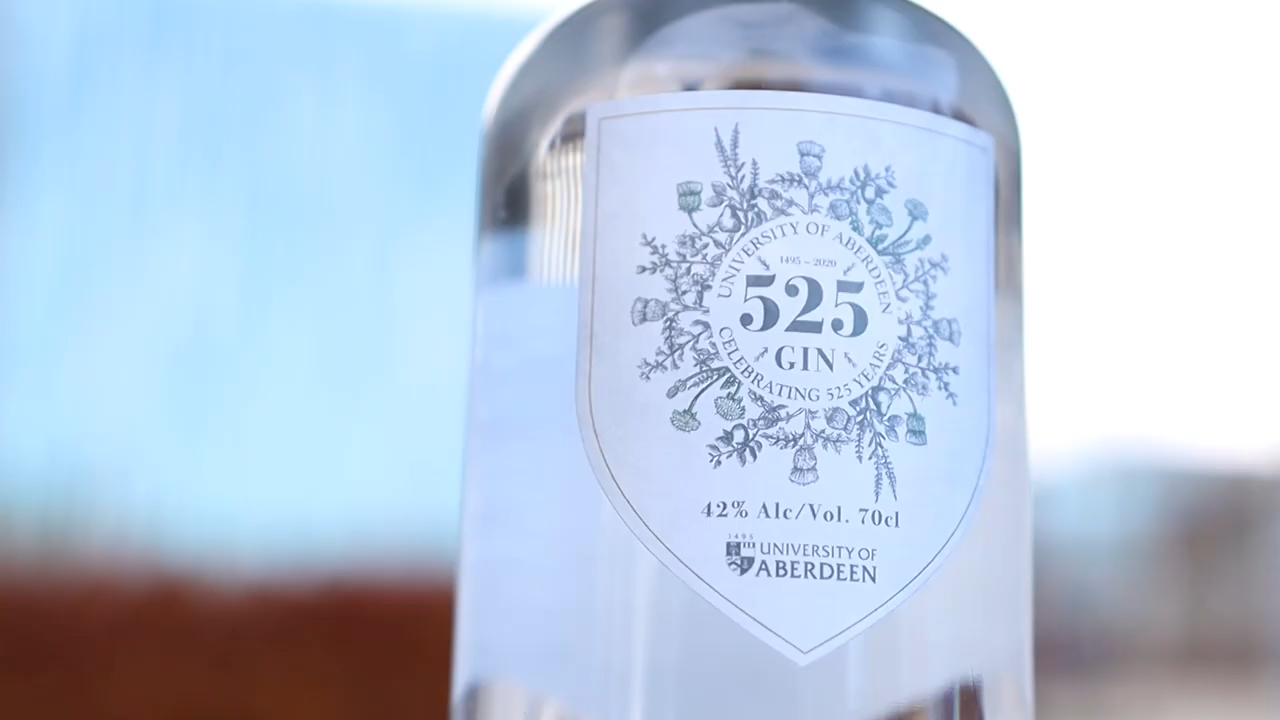 UNIVERSITY OF ABERDEEN
1495 – 2020
525
GIN
CELEBRATING 525 YEARS
42% Alc/Vol. 70cl
1495
UNIVERSITY OF
ABERDEEN